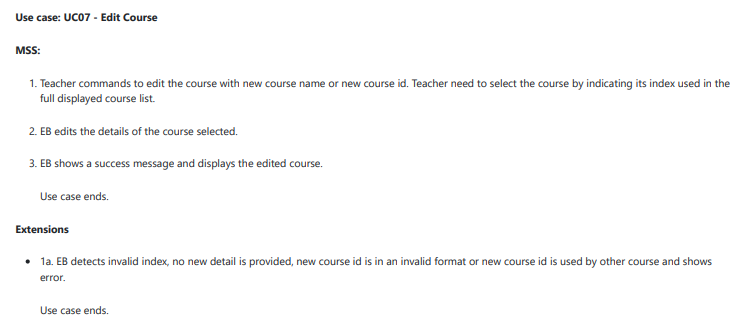 Use case: UC07 - Edit Course
MSS:
1. Teacher commands to edit the course with new course name or new course id. Teacher need to select the course by indicating its index used in the
full displayed course list.
2. EB edits the details of the course selected.
3. EB shows a success message and displays the edited course.
Use case ends.
Extensions
• 1a. EB detects invalid index, no new detail is provided, new course id is in an invalid format or new course id is used by other course and shows
error.
Use case ends.